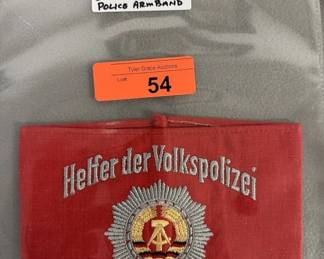 POLICE ARMBAND
Tyler Grace Auctions
Lot#
54
Helfer der Volkspolizei